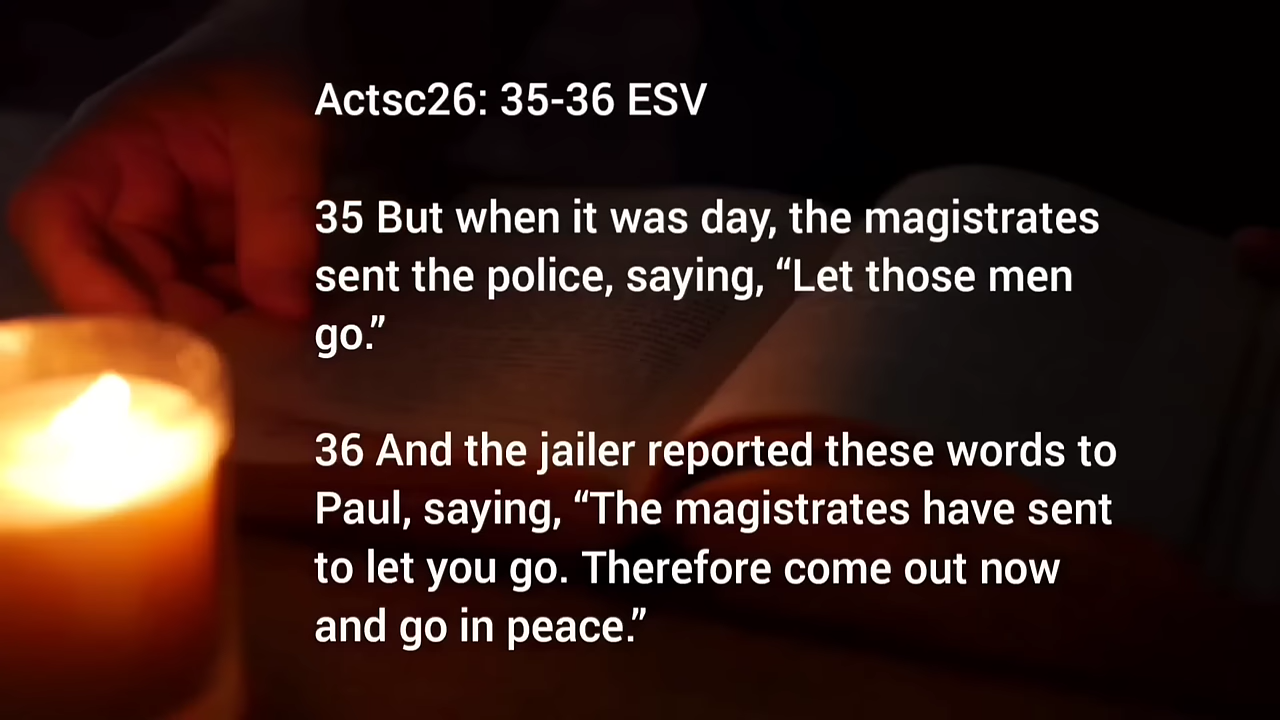 Actsc26: 35-36 ESV
35 But when it was day, the magistrates
sent the police, saying, “Let those men
go.”
36 And the jailer reported these words to
Paul, saying, “The magistrates have sent
to let you go. Therefore come out now
and go in peace.”